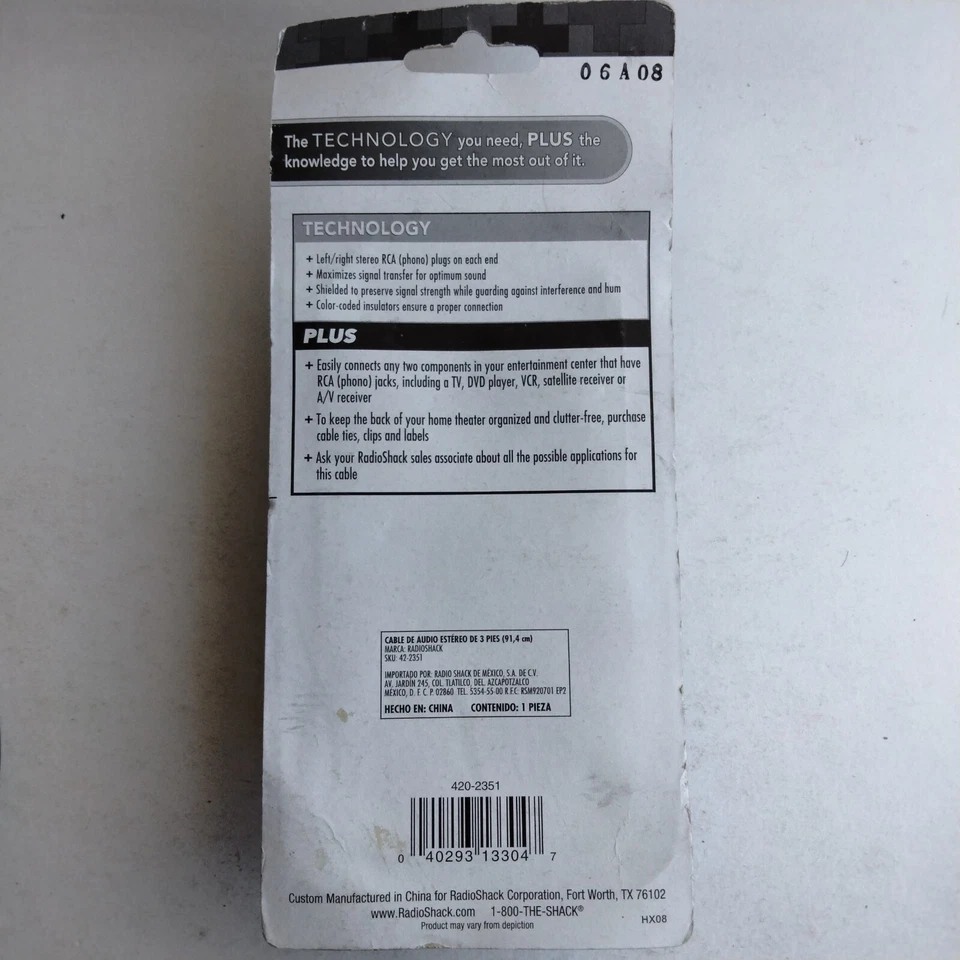 06A08
The TECHNOLOGY you need, PLUS the
knowledge to help you get the most out of it.
TECHNOLOGY
+ Left/right stereo RCA (phono) plugs on each end
+ Maximizes signal transfer for optimum sound
+ Shielded to preserve signal strength while guarding against interference and hum
+ Color-coded insulators ensure a proper connection
PLUS
+ Easily connects any two components in your entertainment center that have
RCA (phono) jacks, including a TV, DVD player, VCR, satellite receiver or
A/V receiver
+ To keep the back of your home theater organized and clutter-free, purchase
cable ties, clips and labels
+ Ask your RadioShack sales associate about all the possible applications for
this cable
CABLE DE AUDIO ESTÉREO DE 3 PIES (91,4 cm)
MARCA: RADIOSHACK
SKU: 42-2351
IMPORTADO POR: RADIO SHACK DE MÉXICO, S.A. DE C.V.
AV. JARDÍN 245, COL. TLATILCO, DEL. AZCAPOTZALCO
MÉXICO, D. F. C. P. 02860 TEL. 5354-55-00 R.F.C. RSM920701 EP2
HECHO EN: CHINA CONTENIDO: 1 PIEZA
420-2351
0 40293 13304 7
Custom Manufactured in China for RadioShack Corporation, Fort Worth, TX 76102
www.RadioShack.com 1-800-THE-SHACK®
Product may vary from depiction
HX08